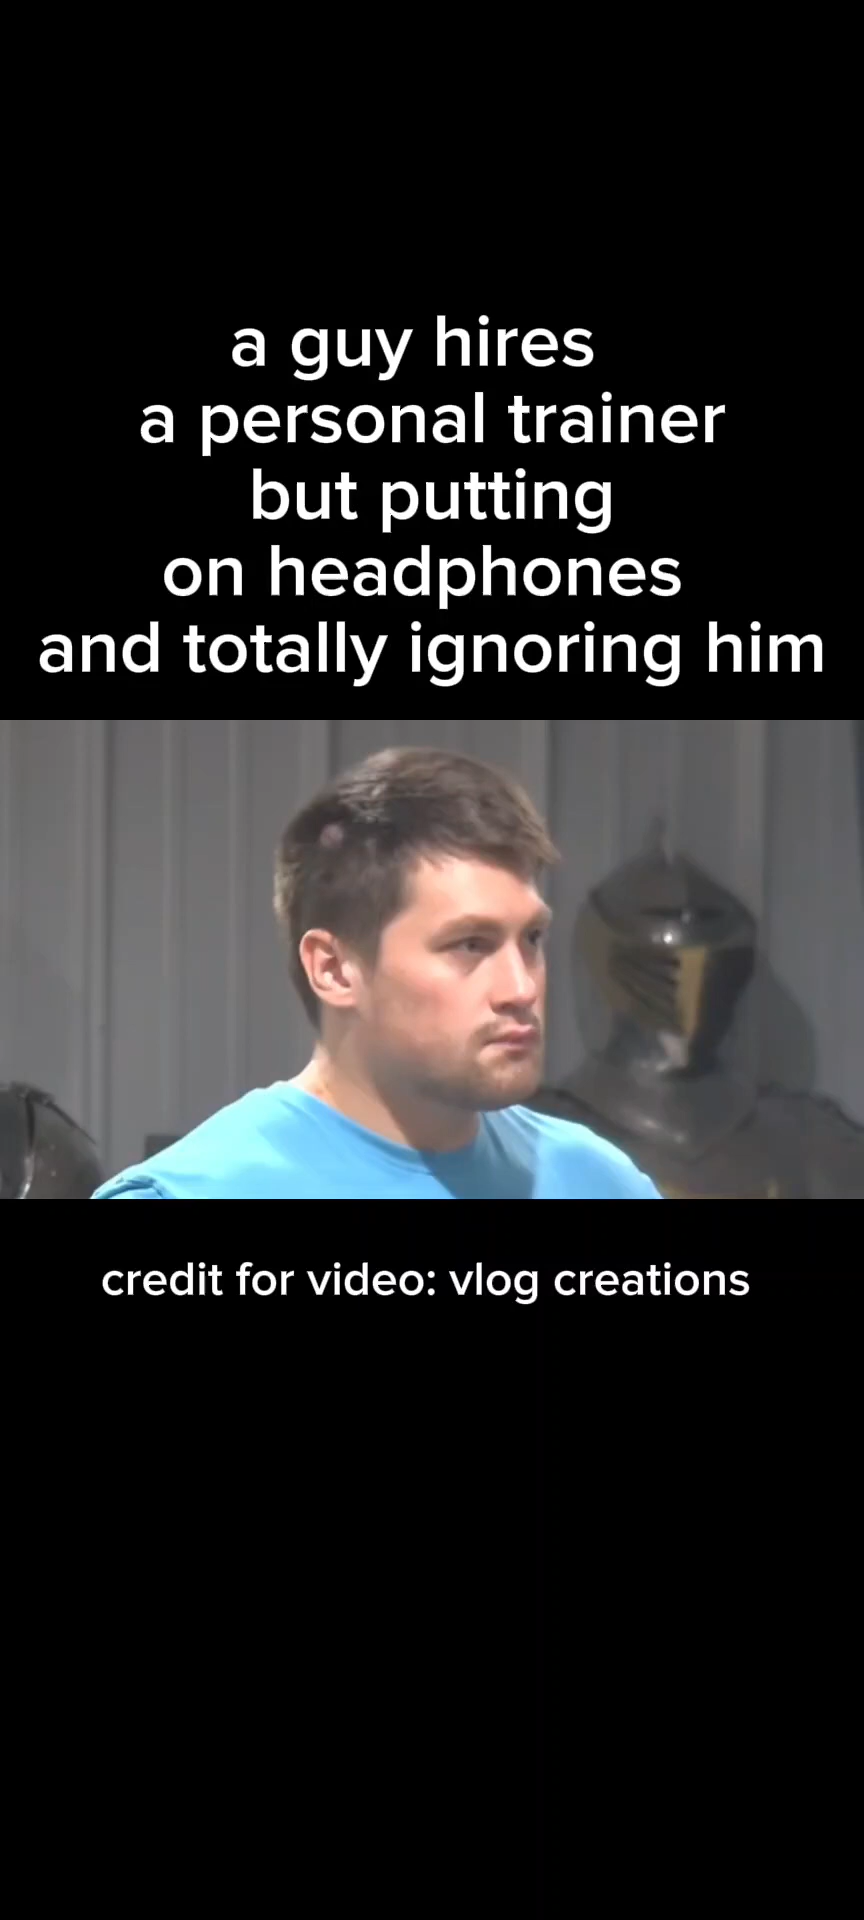 a guy hires
a personal trainer
but putting
on headphones
and totally ignoring him
credit for video: vlog creations